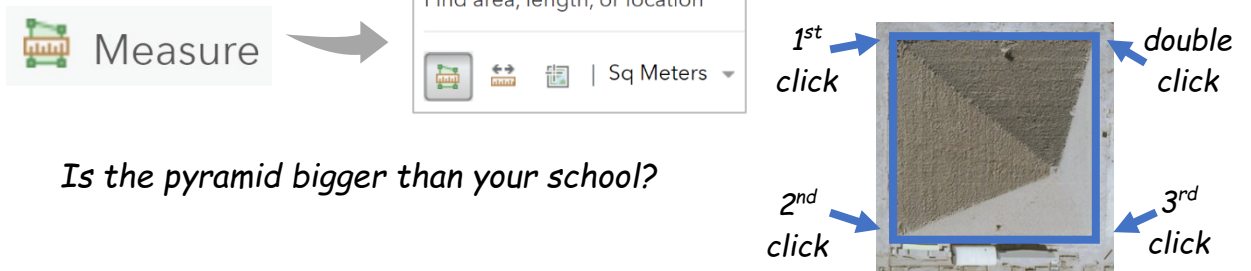 Find area, length, or location
Measure
| Sq Meters
Is the pyramid bigger than your school?
1st
click
double
click
2nd
click
3rd
click